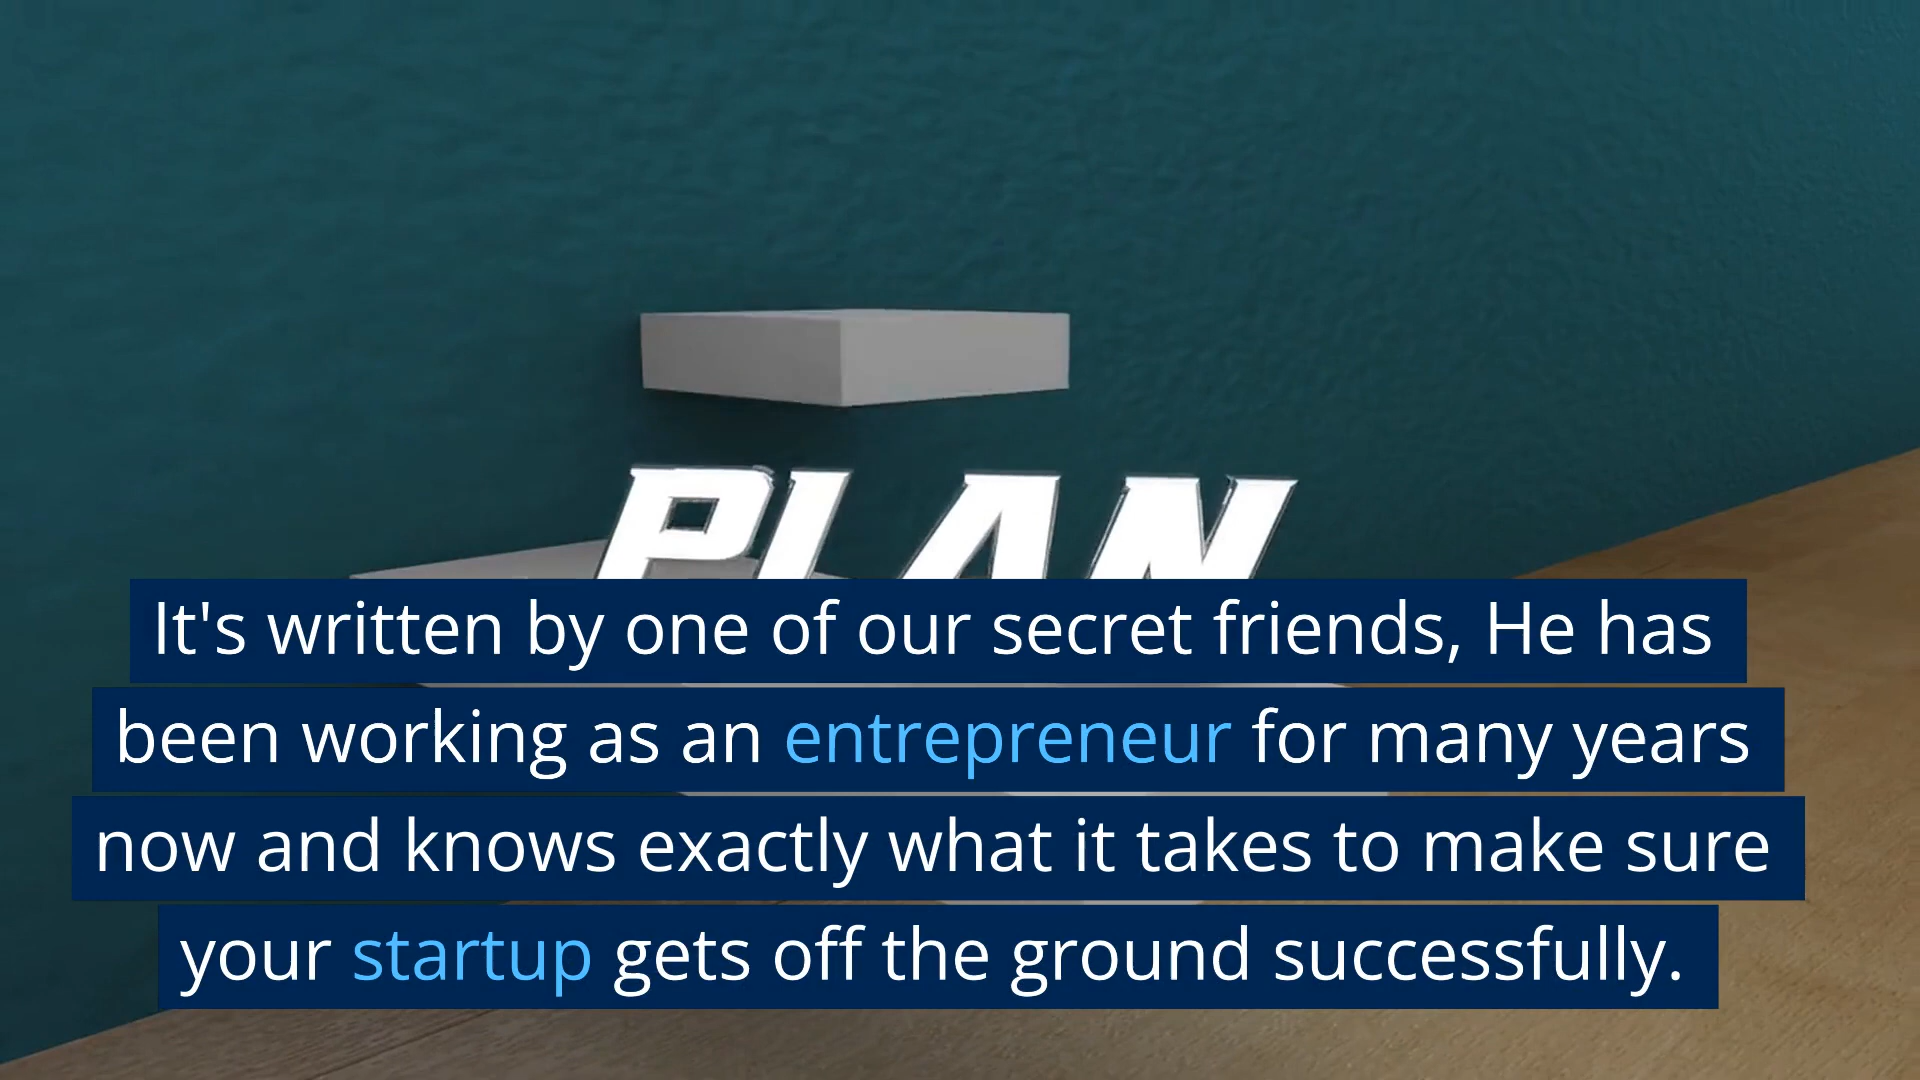 PLAN
It's written by one of our secret friends, He has
been working as an entrepreneur for many years
now and knows exactly what it takes to make sure
your startup gets off the ground successfully.